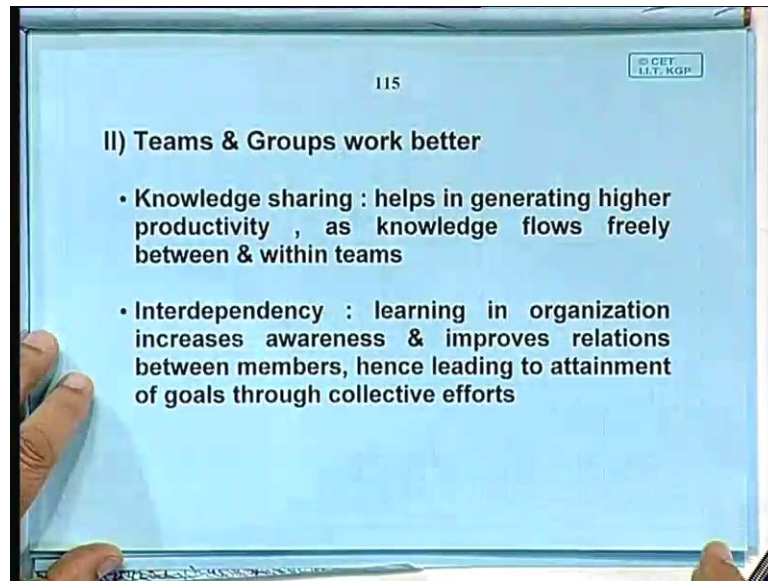 © CET
I.I.T. KGP
115
II) Teams & Groups work better
• Knowledge sharing : helps in generating higher
productivity , as knowledge flows freely
between & within teams
• Interdependency : learning in organization
increases awareness & improves relations
between members, hence leading to attainment
of goals through collective efforts